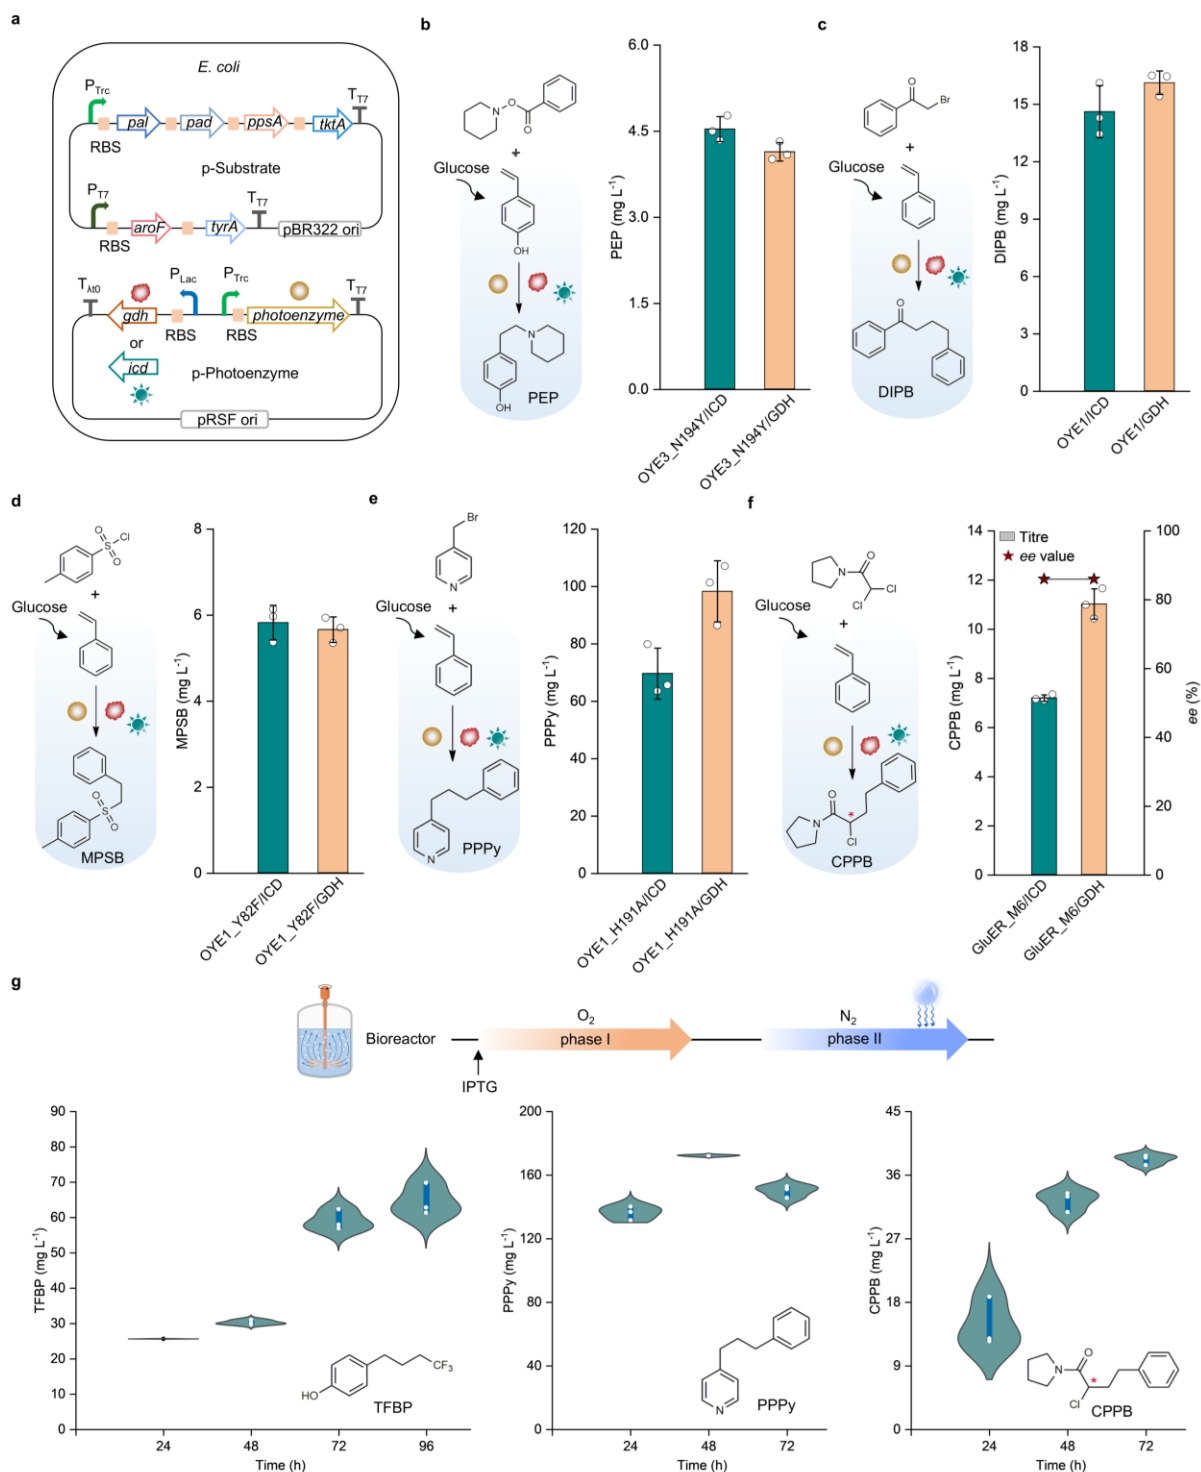 a
E. coli
P_Trc
pal
pad
ppsA
tktA
T_T7
RBS
p-Substrate
P_T7
RBS
aroF
tyrA
T_T7
pBR322 ori
T_λt0
gdh
P_Lac
RBS
P_Trc
RBS
photoenzyme
T_T7
or
icd
p-Photoenzyme
pRSF ori
b
N
O
O
+
Glucose
OH
N
OH
PEP
PEP (mg L⁻¹)
6.0
4.5
3.0
1.5
0.0
OYE3_N194Y/ICD
OYE3_N194Y/GDH
c
O
Br
+
Glucose
O
DIPB
DIPB (mg L⁻¹)
18
15
12
9
6
3
0
OYE1/ICD
OYE1/GDH
d
O
Cl
S
O
+
Glucose
O
S
O
MPSB
MPSB (mg L⁻¹)
8
6
4
2
0
OYE1_Y82F/ICD
OYE1_Y82F/GDH
e
Br
N
+
Glucose
N
PPPy
PPPy (mg L⁻¹)
120
100
80
60
40
20
0
OYE1_H191A/ICD
OYE1_H191A/GDH
f
O
N
Cl
Cl
Glucose
+
O
*
N
Cl
CPPB
CPPB (mg L⁻¹)
14
12
10
8
6
4
2
0
Titre
ee value
100
80
60
40
20
0
ee (%)
GluER_M6/ICD
GluER_M6/GDH
g
Bioreactor
IPTG
O₂
phase I
N₂
phase II
TFBP (mg L⁻¹)
90
80
70
60
50
40
30
20
10
0
24
48
72
96
Time (h)
HO
CF₃
TFBP
PPPy (mg L⁻¹)
200
160
120
80
40
0
24
48
72
Time (h)
N
PPPy
CPPB (mg L⁻¹)
45
36
27
18
9
0
24
48
72
Time (h)
O
N
*
Cl
CPPB